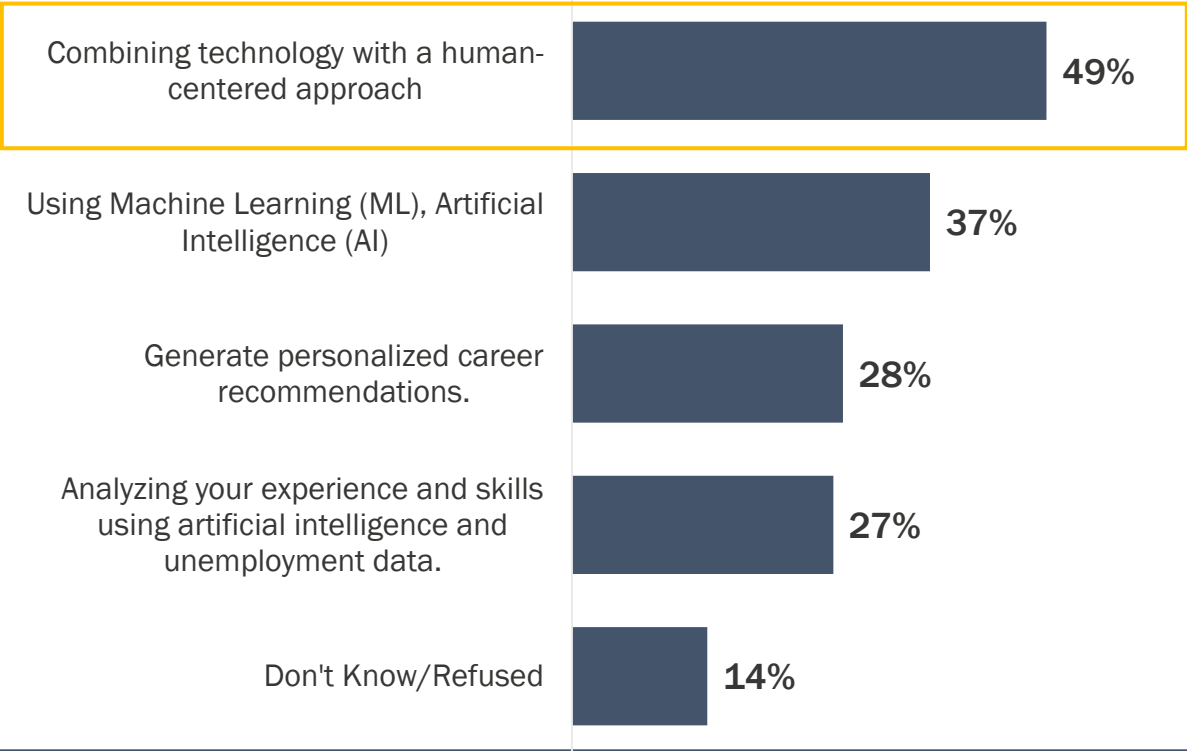 Combining technology with a human-
centered approach
49%
Using Machine Learning (ML), Artificial
Intelligence (AI)
37%
Generate personalized career
recommendations.
28%
Analyzing your experience and skills
using artificial intelligence and
unemployment data.
27%
Don't Know/Refused
14%